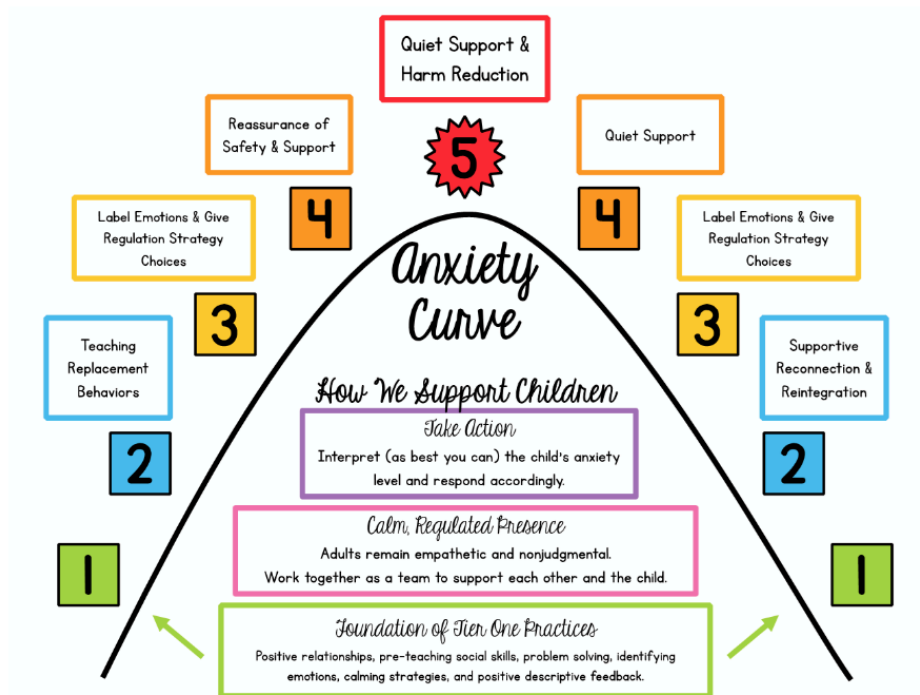 Quiet Support &
Harm Reduction
Reassurance of
Safety & Support
5
Quiet Support
4
4
Label Emotions & Give
Regulation Strategy
Choices
Label Emotions & Give
Regulation Strategy
Choices
Anxiety
Curve
3
3
Teaching
Replacement
Behaviors
Supportive
Reconnection &
Reintegration
How We Support Children
Take Action
Interpret (as best you can) the child's anxiety
level and respond accordingly.
2
2
Calm, Regulated Presence
Adults remain empathetic and nonjudgmental.
Work together as a team to support each other and the child.
1
1
Foundation of Tier One Practices
Positive relationships, pre-teaching social skills, problem solving, identifying
emotions, calming strategies, and positive descriptive feedback.